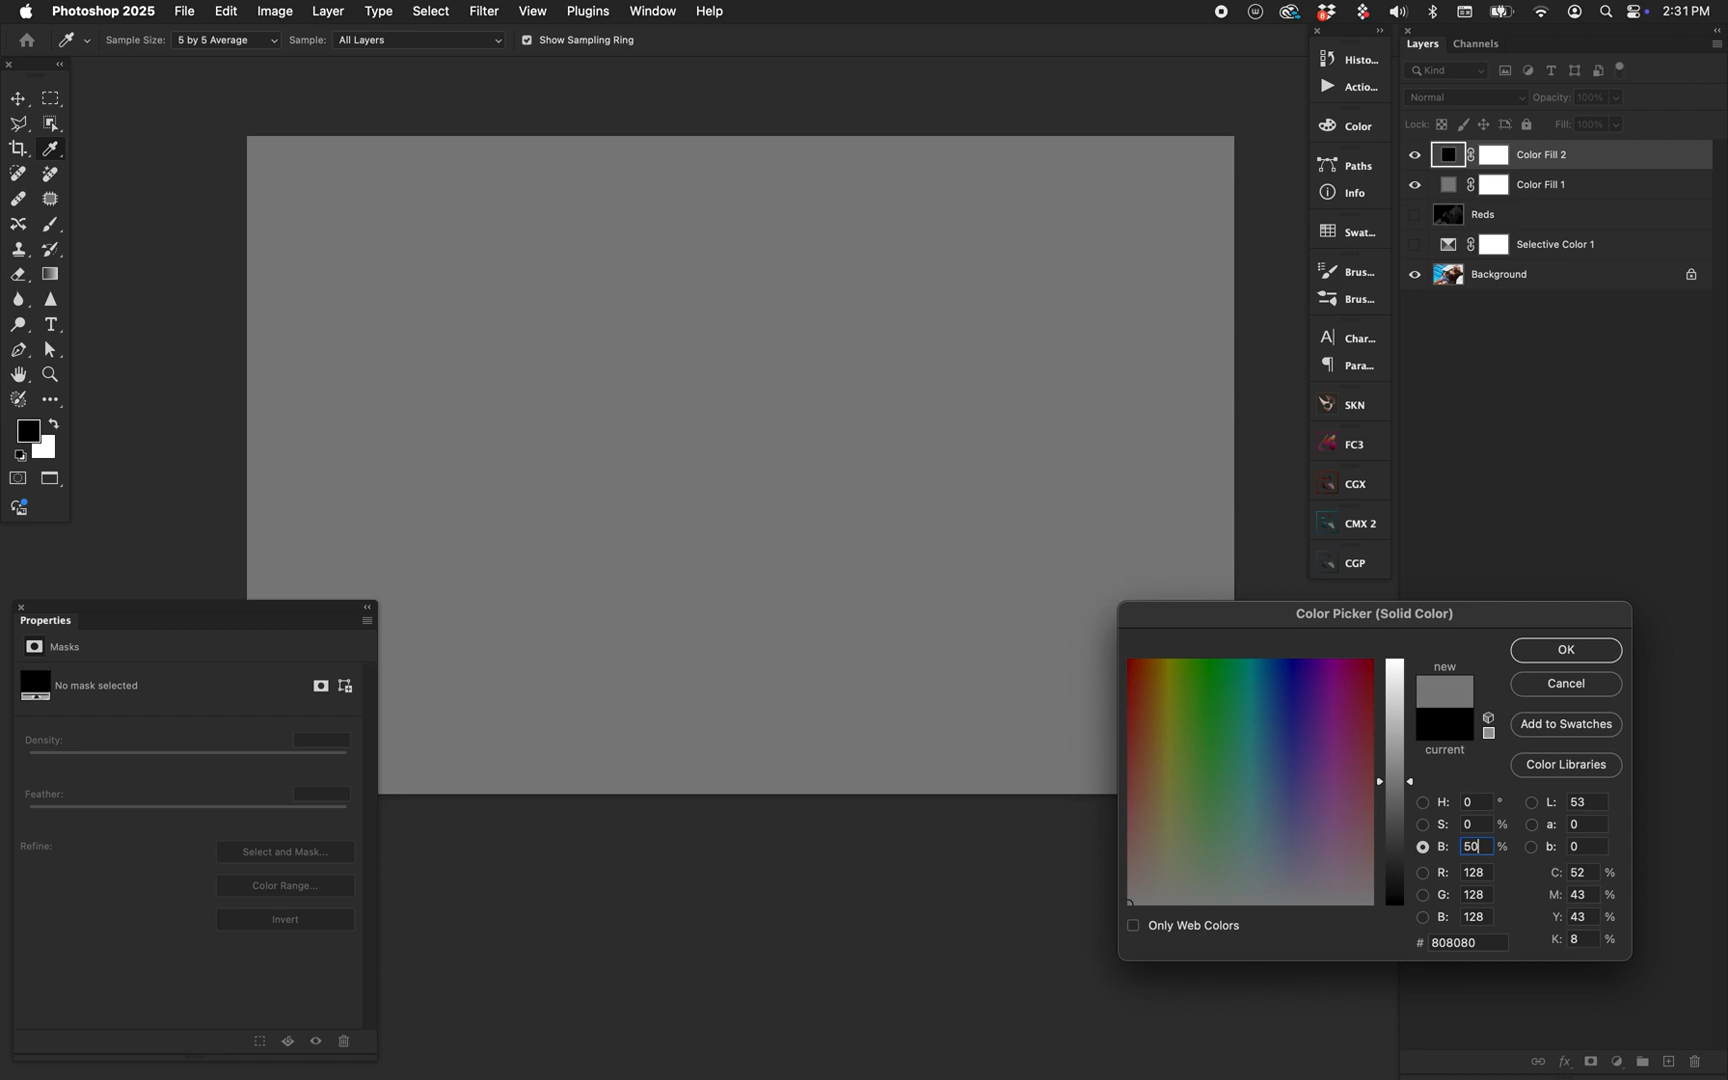 Photoshop 2025 File Edit Image Layer Type Select Filter View Plugins Window Help 8 2:31 PM
Sample Size: 5 by 5 Average Sample: All Layers Show Sampling Ring
Histo...
Actio...
Color
Paths
Info
Swat...
Brus...
Brus...
Char...
Para...
SKN
FC3
CGX
CMX 2
CGP
Layers Channels
Kind
Normal Opacity: 100%
Lock: Fill: 100%
Color Fill 2
Color Fill 1
Reds
Selective Color 1
Background
Properties
Masks
No mask selected
Density:
Feather:
Refine: Select and Mask...
Color Range...
Invert
Color Picker (Solid Color)
new
current
OK
Cancel
Add to Swatches
Color Libraries
H: 0 ° L: 53
S: 0 % a: 0
B: 50 % b: 0
R: 128 C: 52 %
G: 128 M: 43 %
B: 128 Y: 43 %
# 808080 K: 8 %
Only Web Colors
fx